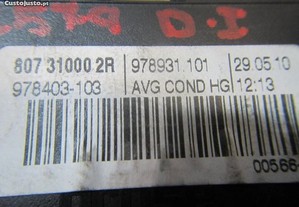 CustoJusto.pt
D.I
807 31000 2R
978931.101
29.05.10
978403-103
AVG COND HG
12:13
00566